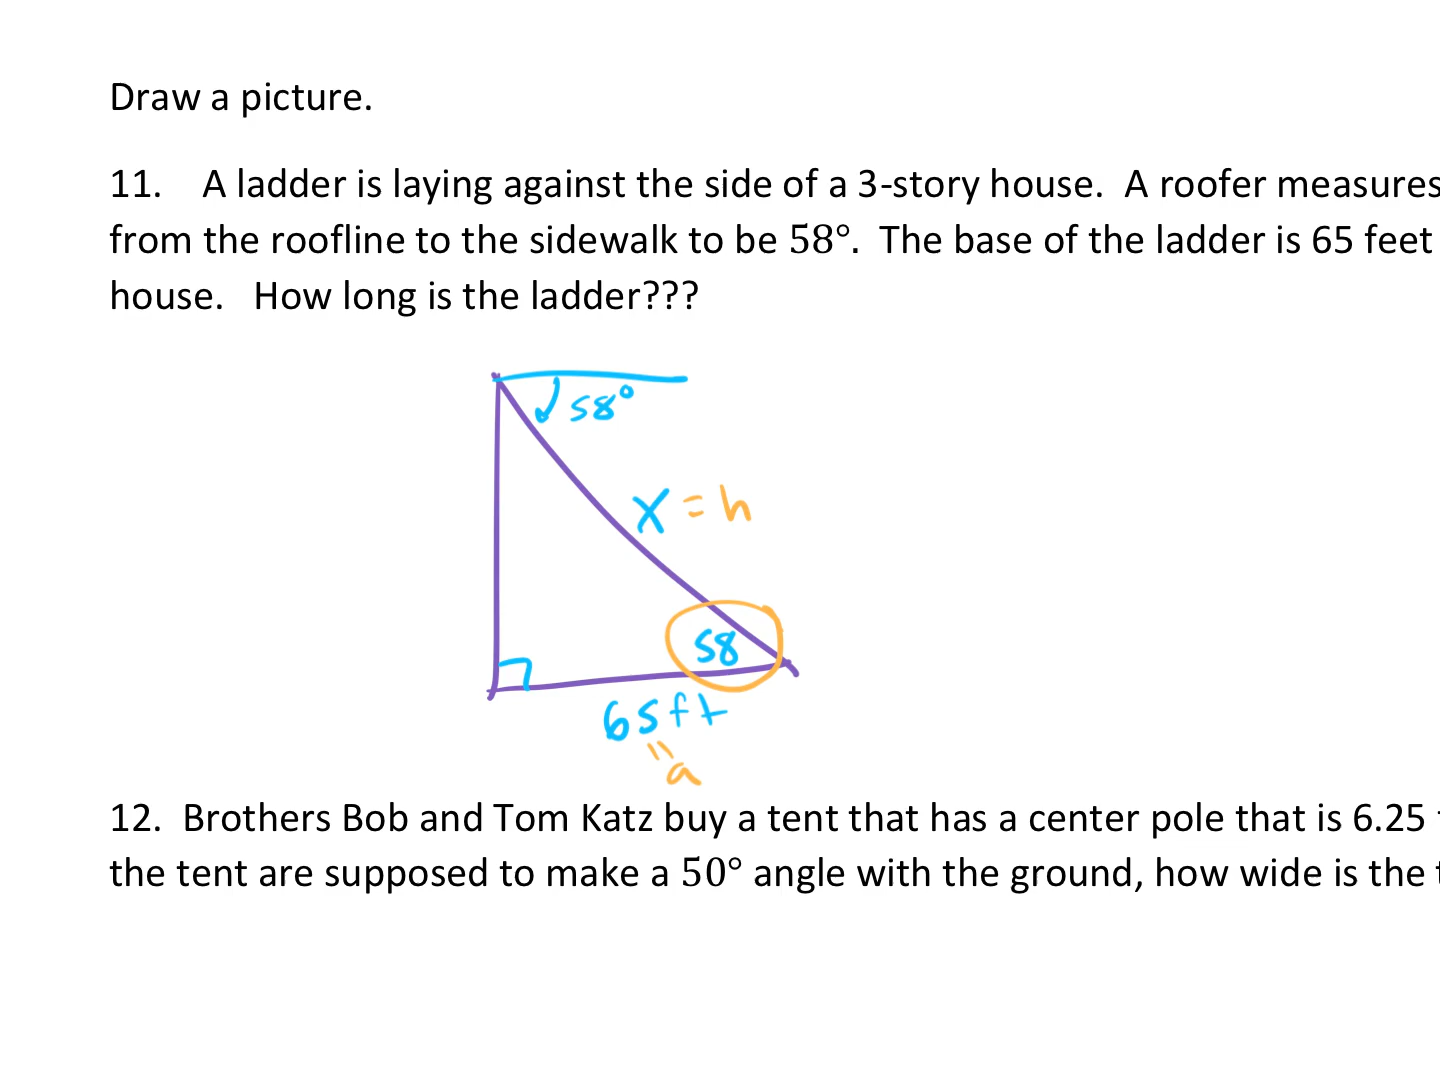 Draw a picture.
11. A ladder is laying against the side of a 3-story house. A roofer measures
from the roofline to the sidewalk to be 58°. The base of the ladder is 65 feet
house. How long is the ladder???
58°
x = h
58
65ft
" a
12. Brothers Bob and Tom Katz buy a tent that has a center pole that is 6.25
the tent are supposed to make a 50° angle with the ground, how wide is the